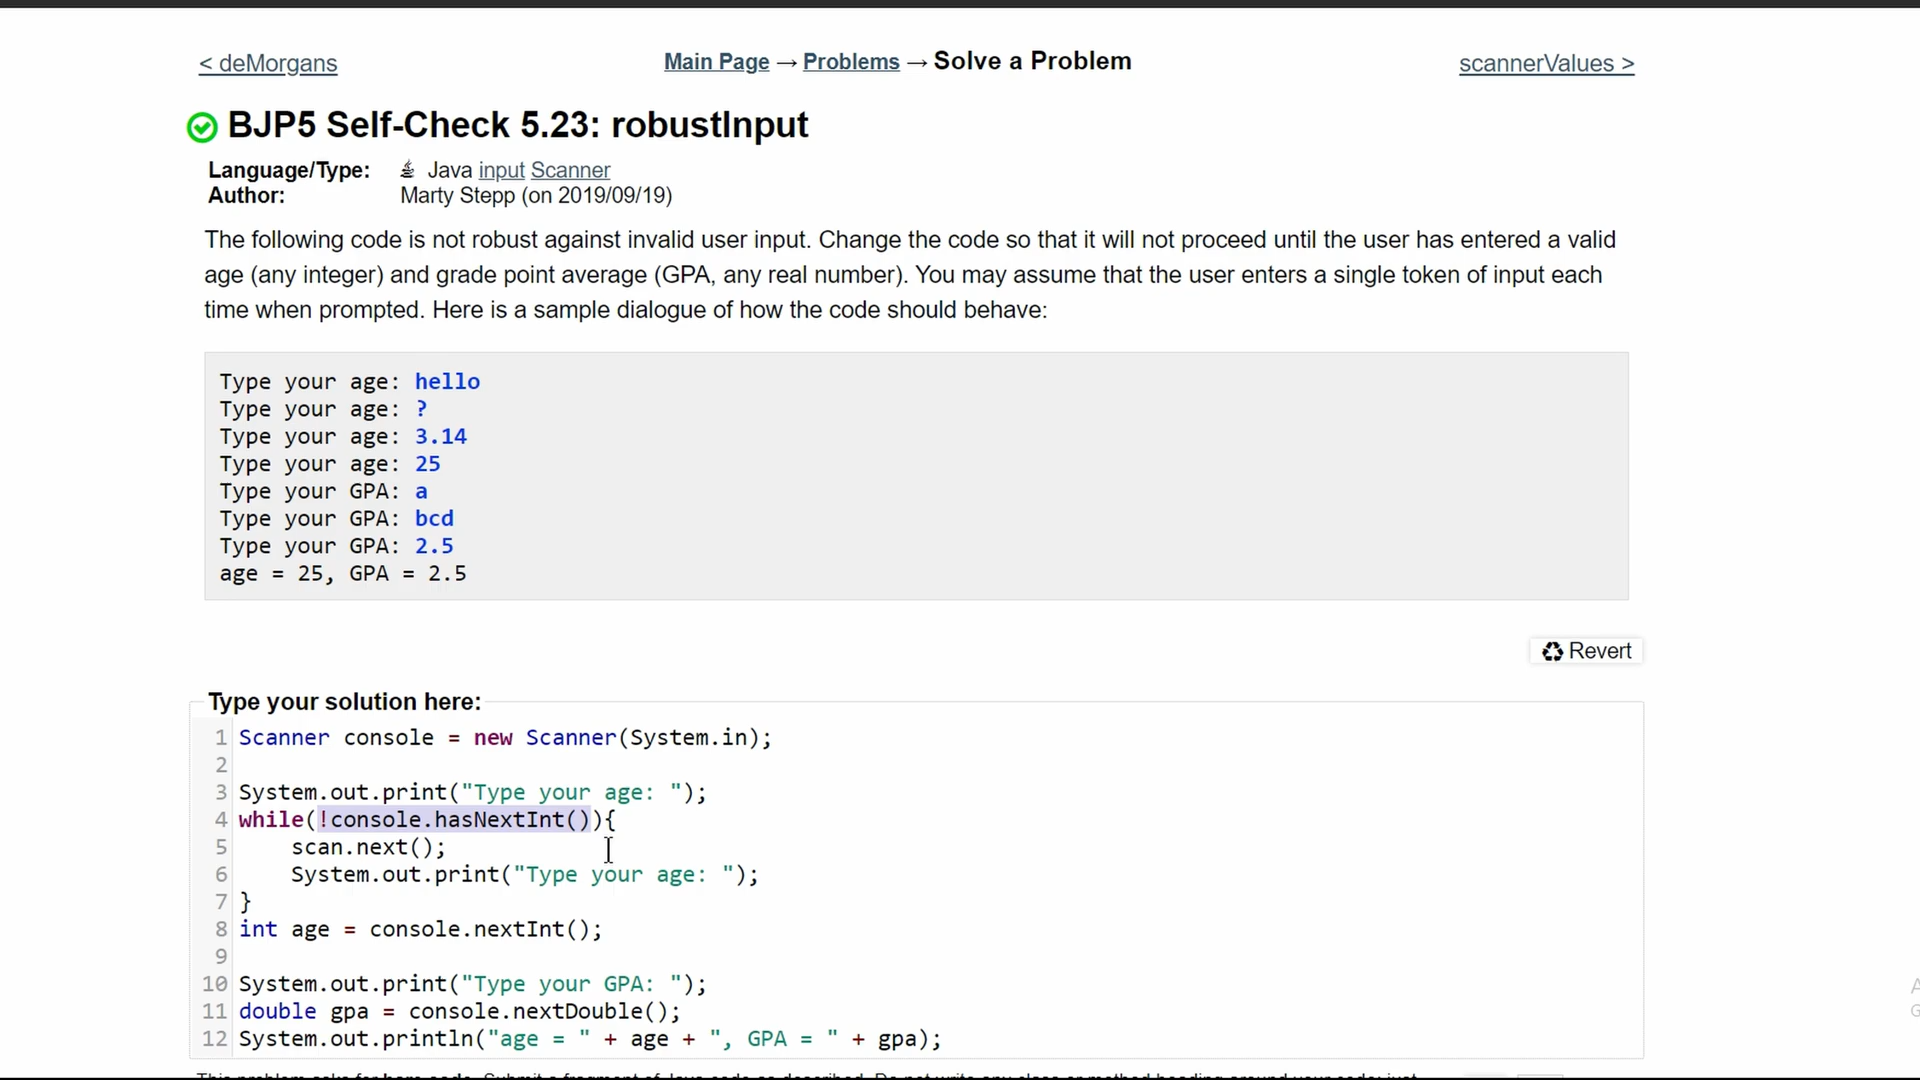 < deMorgans
Main Page → Problems → Solve a Problem
scannerValues >
BJP5 Self-Check 5.23: robustInput
Language/Type: Java input Scanner
Author: Marty Stepp (on 2019/09/19)
The following code is not robust against invalid user input. Change the code so that it will not proceed until the user has entered a valid
age (any integer) and grade point average (GPA, any real number). You may assume that the user enters a single token of input each
time when prompted. Here is a sample dialogue of how the code should behave:
Type your age: hello
Type your age: ?
Type your age: 3.14
Type your age: 25
Type your GPA: a
Type your GPA: bcd
Type your GPA: 2.5
age = 25, GPA = 2.5
Revert
Type your solution here:
1 Scanner console = new Scanner(System.in);
2
3 System.out.print("Type your age: ");
4 while(!console.hasNextInt()){
5     scan.next();
6     System.out.print("Type your age: ");
7 }
8 int age = console.nextInt();
9
10 System.out.print("Type your GPA: ");
11 double gpa = console.nextDouble();
12 System.out.println("age = " + age + ", GPA = " + gpa);